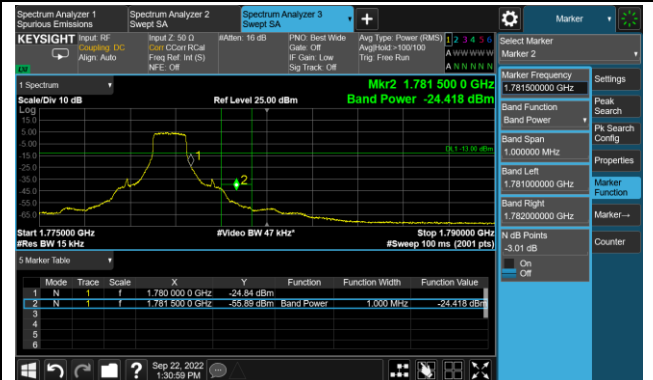 Spectrum Analyzer 1
Spurious Emissions
Spectrum Analyzer 2
Swept SA
Spectrum Analyzer 3
Swept SA
Marker
KEYSIGHT
Input: RF
Coupling: DC
Align: Auto
Input Z: 50 Ω
Corr CCorr RCal
Freq Ref: Int (S)
NFE: Off
#Atten: 16 dB
PNO: Best Wide
Gate: Off
IF Gain: Low
Sig Track: Off
Avg Type: Power (RMS)
Avg|Hold >100/100
Trig: Free Run
1 2 3 4 5 6
A W W W W W
A N N N N N
Select Marker
Marker 2
1 Spectrum
Mkr2 1.781 500 0 GHz
Scale/Div 10 dB
Ref Level 25.00 dBm
Band Power -24.418 dBm
Log
15.0
5.00
-5.00
-15.0
-25.0
-35.0
-45.0
-55.0
-65.0
DL1 -13.00 dBm
1
2
Start 1.775000 GHz
#Video BW 47 kHz*
Stop 1.790000 GHz
#Res BW 15 kHz
#Sweep 100 ms (2001 pts)
5 Marker Table
Mode Trace Scale X Y Function Function Width Function Value
1 N 1 f 1.780 000 0 GHz -24.84 dBm
2 N 1 f 1.781 500 0 GHz -55.89 dBm Band Power 1.000 MHz -24.418 dBm
3
4
5
6
Marker Frequency
1.781500000 GHz
Band Function
Band Power
Band Span
1.000000 MHz
Band Left
1.781000000 GHz
Band Right
1.782000000 GHz
N dB Points
-3.01 dB
On
Off
Settings
Peak
Search
Pk Search
Config
Properties
Marker
Function
Marker→
Counter
Sep 22, 2022
1:30:59 PM